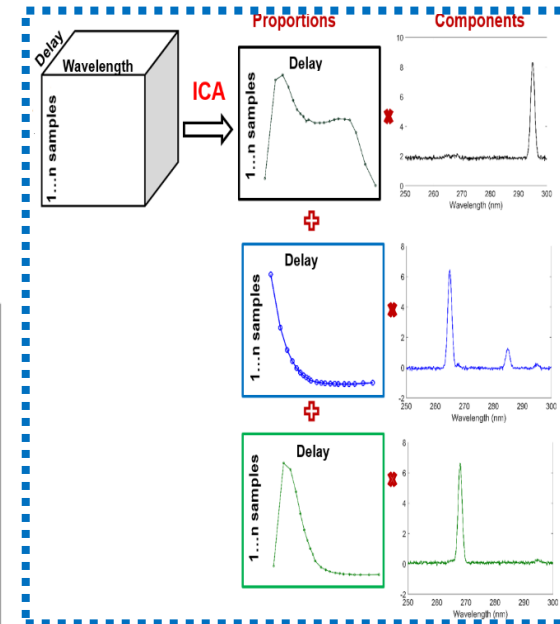 Proportions
Components
Delay
Wavelength
1...n samples
ICA
Delay
1...n samples
10
8
6
4
2
0
250 260 270 280 290 300
Wavelength (nm)
Delay
1...n samples
8
6
4
2
0
-2
250 260 270 280 290 300
Wavelength (nm)
Delay
1...n samples
8
6
4
2
0
-2
250 260 270 280 290 300
Wavelength (nm)